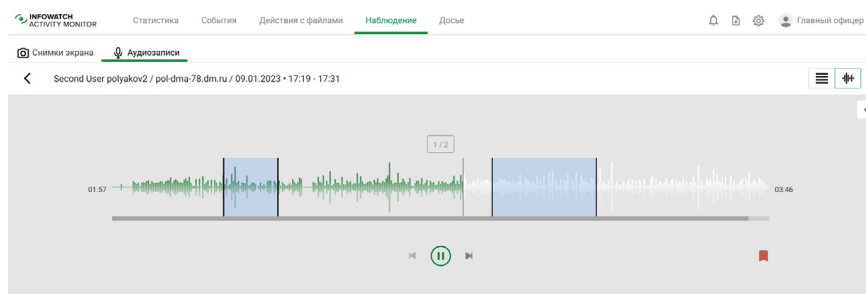 INFOWATCH
ACTIVITY MONITOR
Статистика События Действия с файлами Наблюдение Досье Главный офицер
Снимки экрана Аудиозаписи
Second User polyakov2 / pol-dma-78.dm.ru / 09.01.2023 • 17:19 - 17:31
1 / 2
01:57 03:46